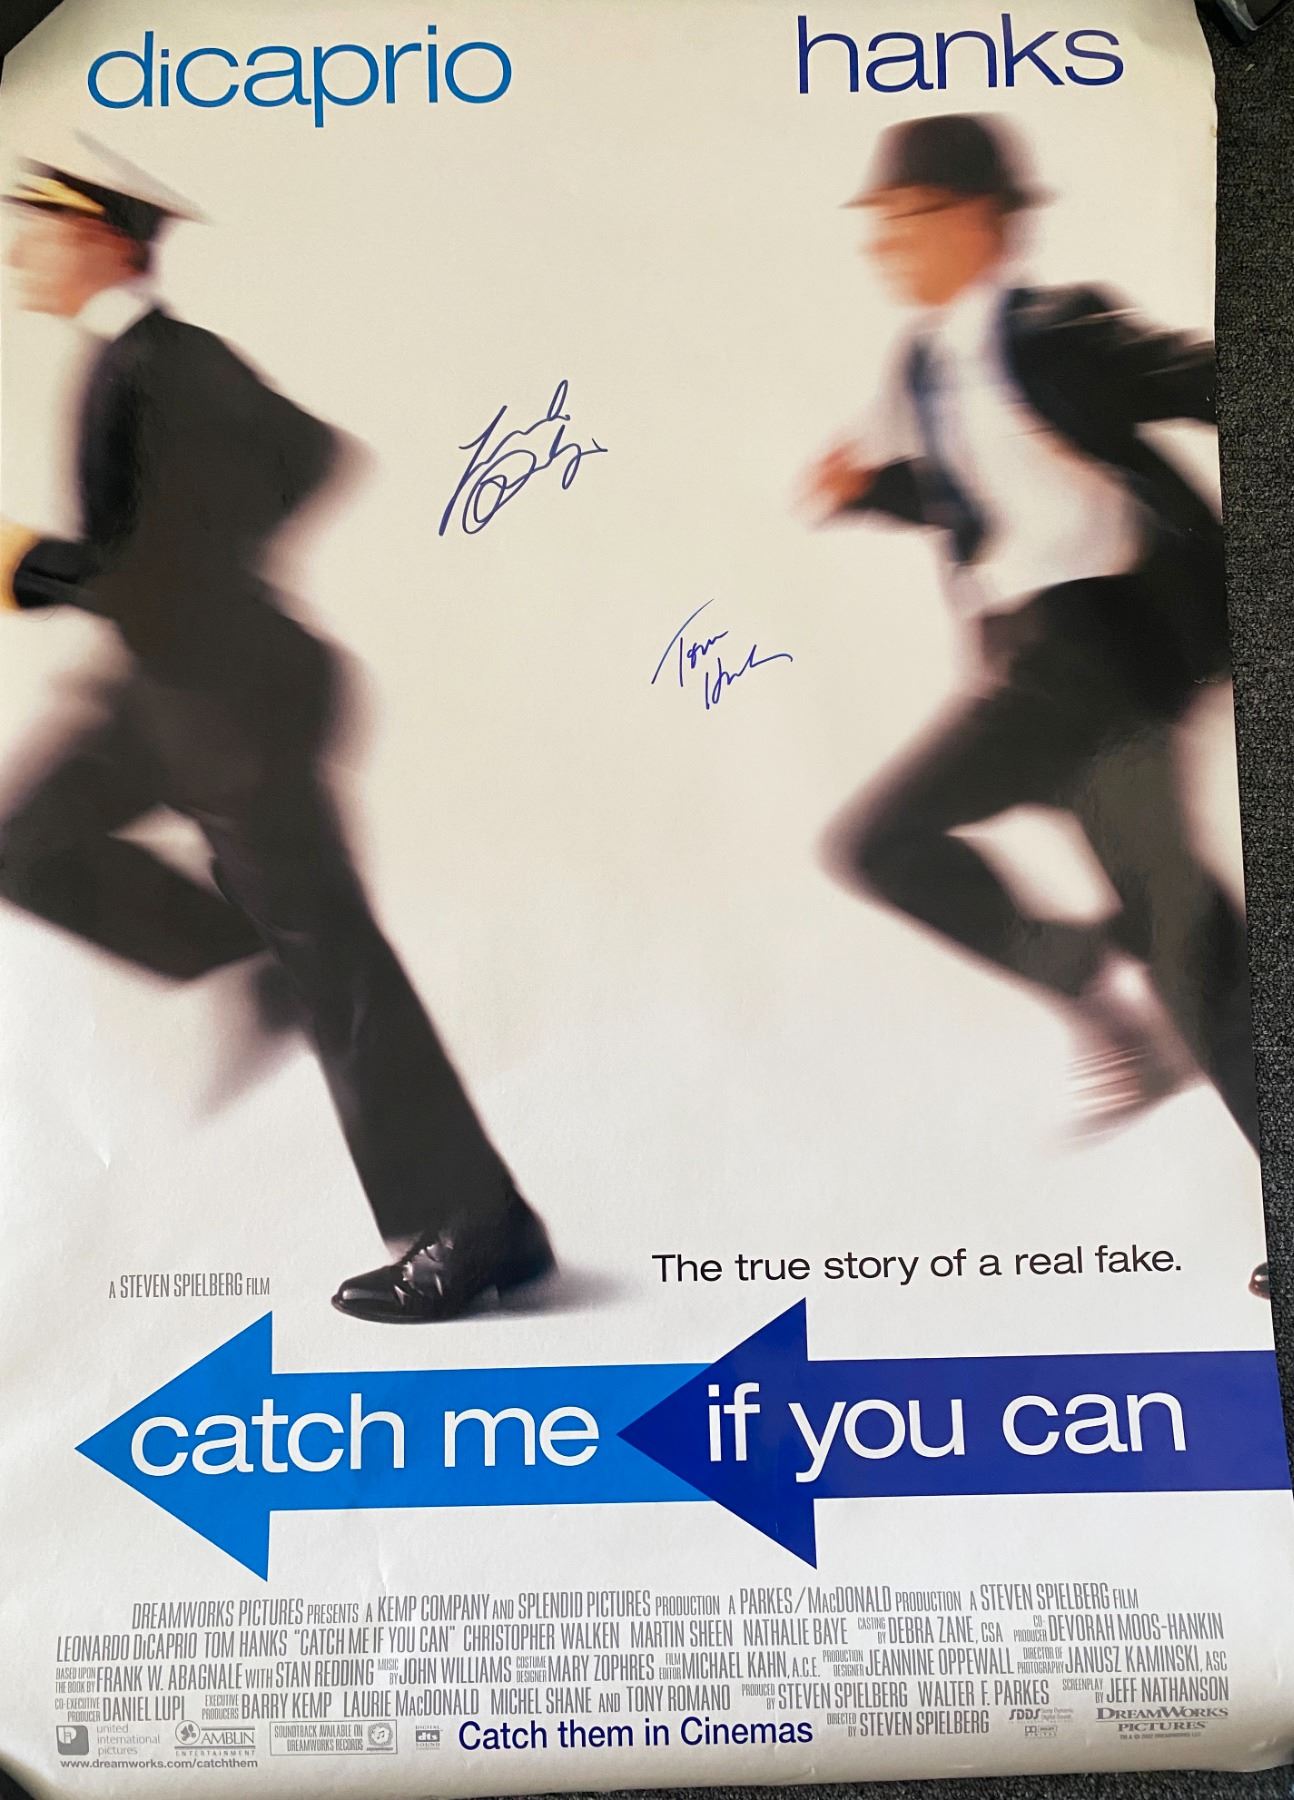 dicaprio
hanks
Tom
Hanks
A STEVEN SPIELBERG FILM
The true story of a real fake.
catch me if you can
DREAMWORKS PICTURES PRESENTS A KEMP COMPANY AND SPLENDID PICTURES PRODUCTION A PARKES/MACDONALD PRODUCTION A STEVEN SPIELBERG FILM
LEONARDO DiCAPRIO TOM HANKS "CATCH ME IF YOU CAN" CHRISTOPHER WALKEN MARTIN SHEEN NATHALIE BAYE CASTING BY DEBRA ZANE, CSA CO-PRODUCER DEVORAH MOOS-HANKIN
BASED UPON THE BOOK BY FRANK W. ABAGNALE WITH STAN REDDING MUSIC BY JOHN WILLIAMS COSTUME DESIGNER MARY ZOPHRES FILM EDITOR MICHAEL KAHN, A.C.E. PRODUCTION DESIGNER JEANNINE OPPEWALL DIRECTOR OF PHOTOGRAPHY JANUSZ KAMINSKI, ASC
CO-EXECUTIVE PRODUCER DANIEL LUPI EXECUTIVE PRODUCERS BARRY KEMP LAURIE MACDONALD MICHEL SHANE AND TONY ROMANO PRODUCED BY STEVEN SPIELBERG WALTER F. PARKES SCREENPLAY BY JEFF NATHANSON
DIRECTED BY STEVEN SPIELBERG
united international pictures
AMBLIN ENTERTAINMENT
SOUNDTRACK AVAILABLE ON DREAMWORKS RECORDS
DIGITAL dts SOUND
Catch them in Cinemas
SDDS
DREAMWORKS PICTURES
www.dreamworks.com/catchthem